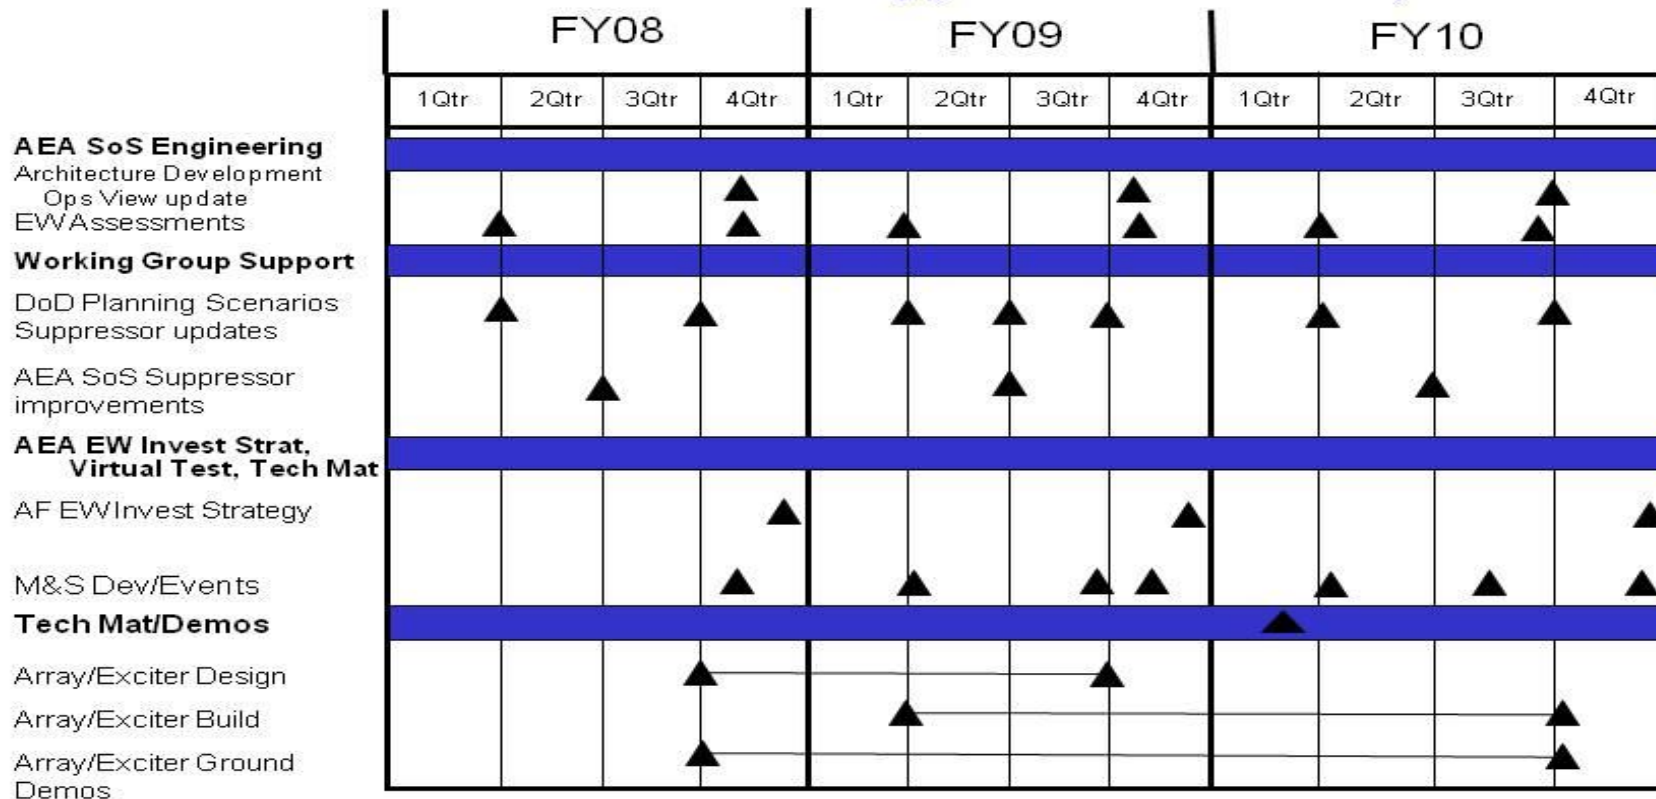 FY08 FY09 FY10
1Qtr 2Qtr 3Qtr 4Qtr 1Qtr 2Qtr 3Qtr 4Qtr 1Qtr 2Qtr 3Qtr 4Qtr
AEA SoS Engineering
Architecture Development
Ops View update
EW Assessments
Working Group Support
DoD Planning Scenarios
Suppressor updates
AEA SoS Suppressor
improvements
AEA EW Invest Strat,
Virtual Test, Tech Mat
AF EW Invest Strategy
M&S Dev/Events
Tech Mat/Demos
Array/Exciter Design
Array/Exciter Build
Array/Exciter Ground
Demos